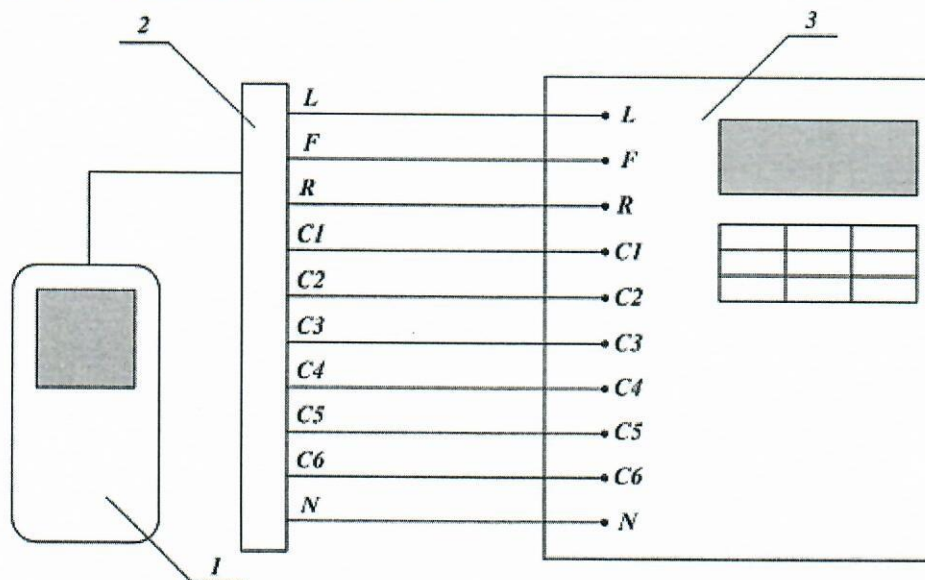 2 3
L L
F F
R R
C1 C1
C2 C2
C3 C3
C4 C4
C5 C5
C6 C6
N N
1